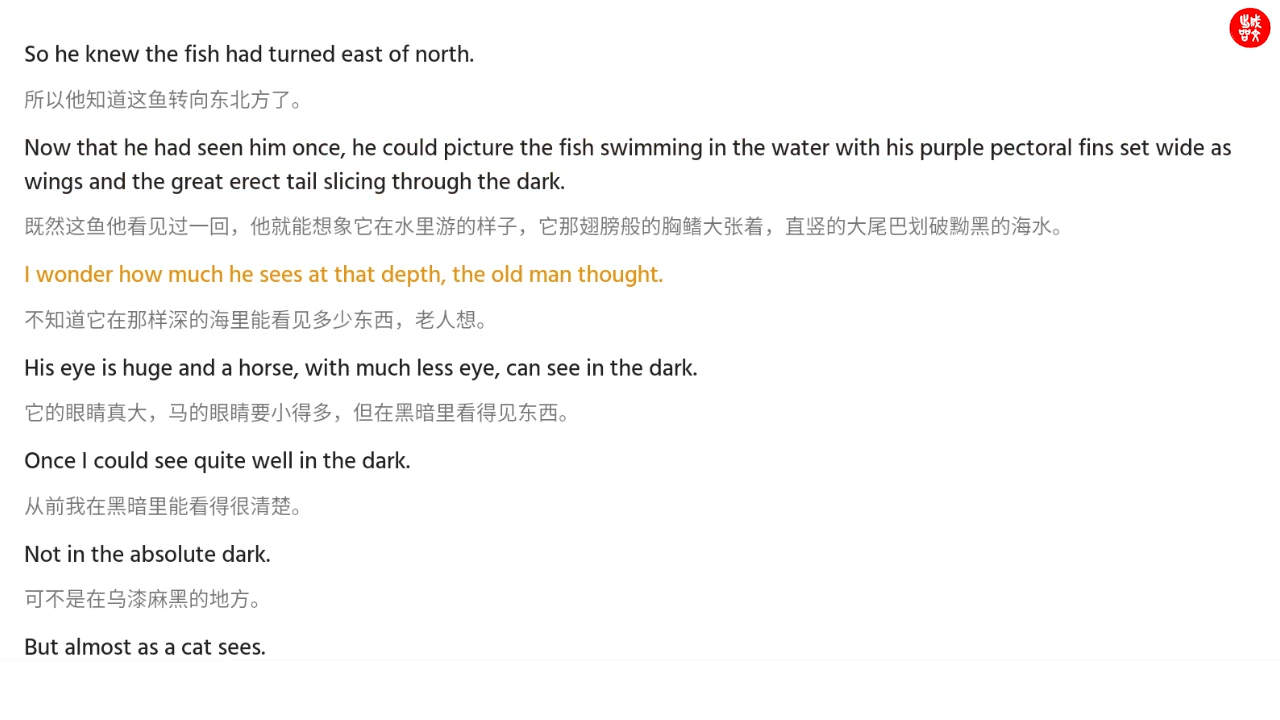 So he knew the fish had turned east of north.
所以他知道这鱼转向东北方了。
Now that he had seen him once, he could picture the fish swimming in the water with his purple pectoral fins set wide as
wings and the great erect tail slicing through the dark.
既然这鱼他看见过一回，他就能想象它在水里游的样子，它那翅膀般的胸鳍大张着，直竖的大尾巴划破黝黑的海水。
I wonder how much he sees at that depth, the old man thought.
不知道它在那样深的海里能看见多少东西，老人想。
His eye is huge and a horse, with much less eye, can see in the dark.
它的眼睛真大，马的眼睛要小得多，但在黑暗里看得见东西。
Once I could see quite well in the dark.
从前我在黑暗里能看得很清楚。
Not in the absolute dark.
可不是在乌漆麻黑的地方。
But almost as a cat sees.